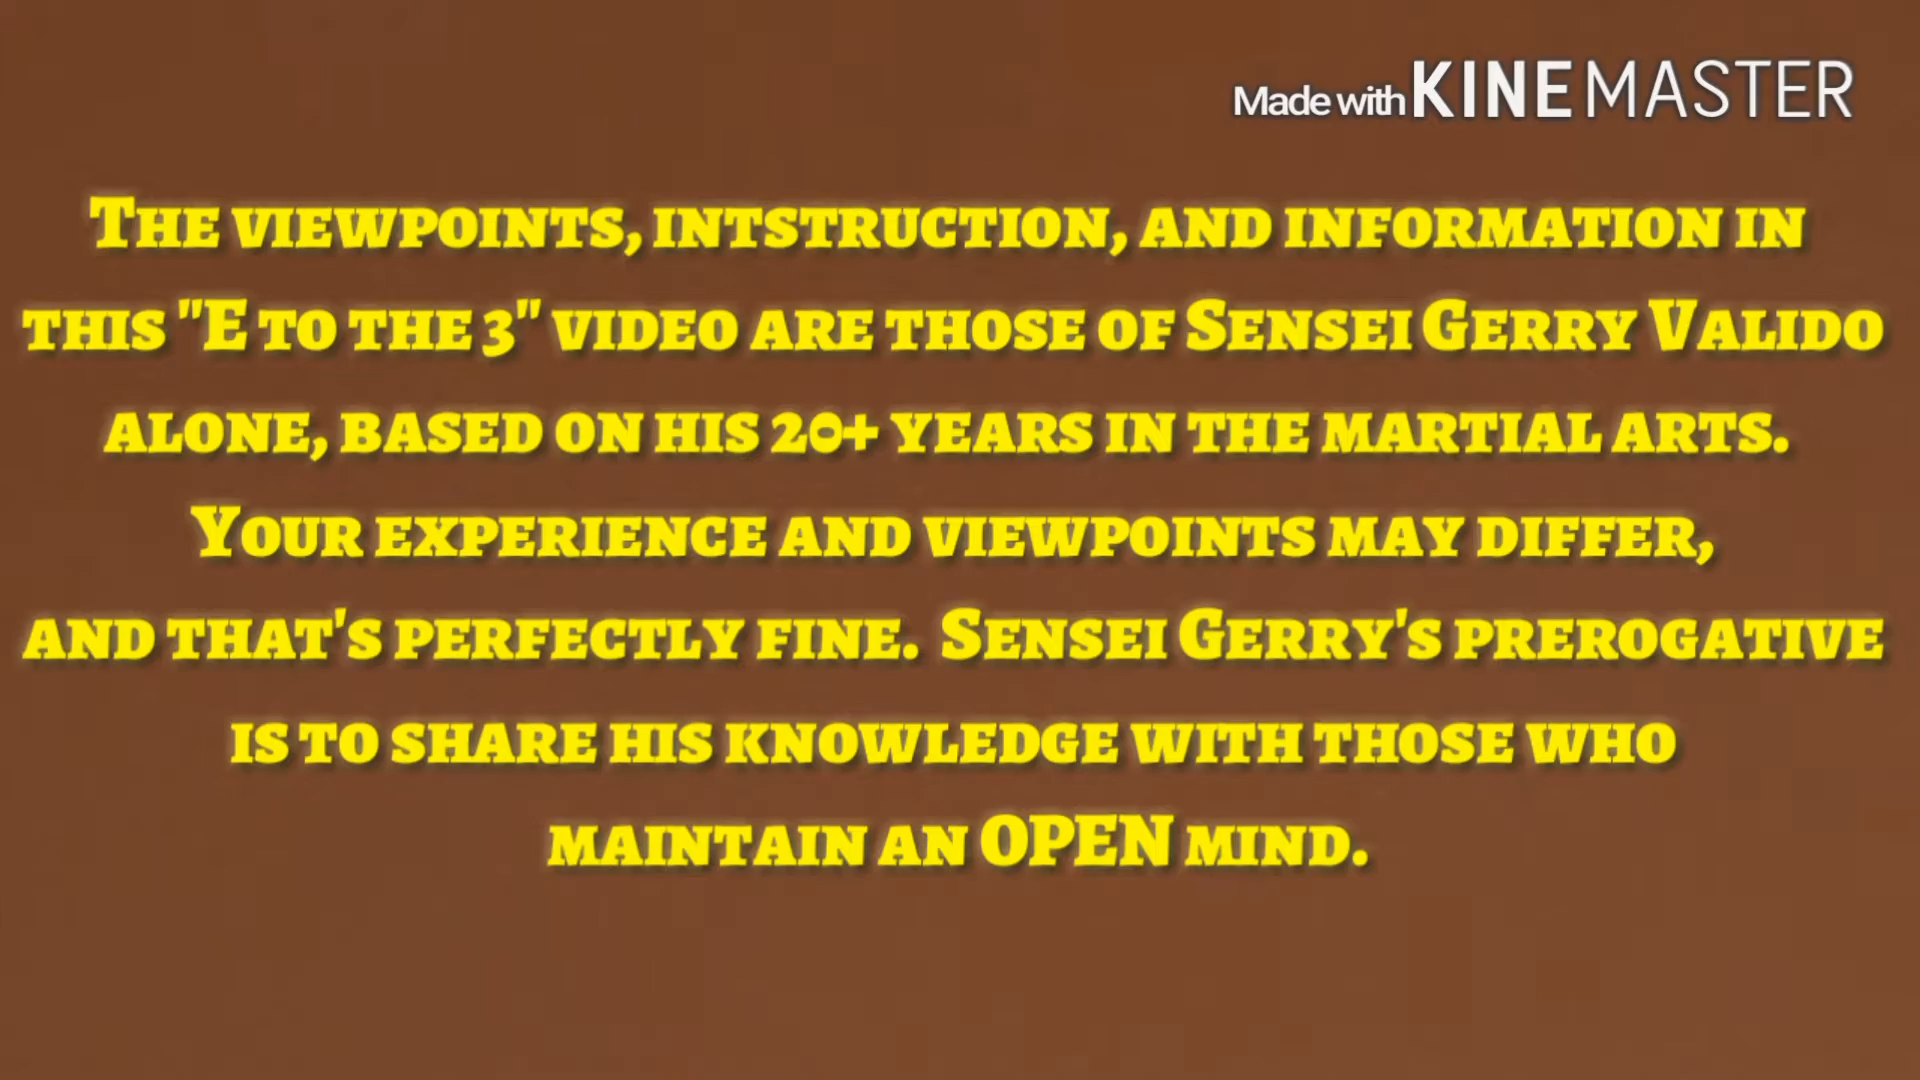 Made with KINEMASTER
The viewpoints, intstruction, and information in
this "E to the 3" video are those of Sensei Gerry Valido
alone, based on his 20+ years in the martial arts.
Your experience and viewpoints may differ,
and that's perfectly fine. Sensei Gerry's prerogative
is to share his knowledge with those who
maintain an OPEN mind.